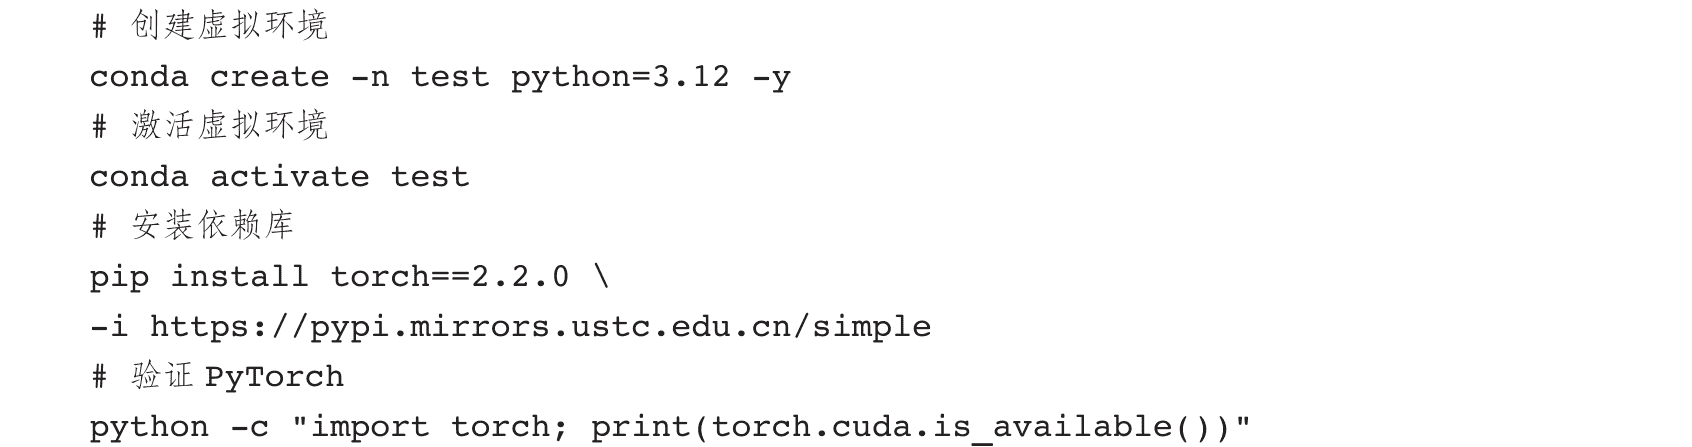 # 创建虚拟环境
conda create -n test python=3.12 -y
# 激活虚拟环境
conda activate test
# 安装依赖库
pip install torch==2.2.0 \
-i https://pypi.mirrors.ustc.edu.cn/simple
# 验证 PyTorch
python -c "import torch; print(torch.cuda.is_available())"